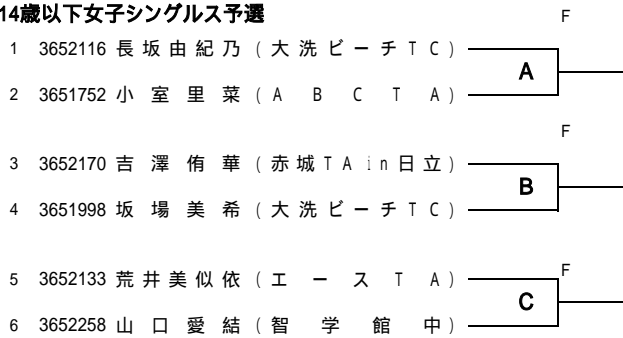 14歳以下女子シングルス予選
F
1 3652116 長坂由紀乃(大洗ビーチTC)
A
2 3651752 小室里菜(ABCTA)
F
3 3652170 吉澤侑華(赤城TAin日立)
B
4 3651998 坂場美希(大洗ビーチTC)
F
5 3652133 荒井美似依(エースTA)
C
6 3652258 山口愛結(智学館中)